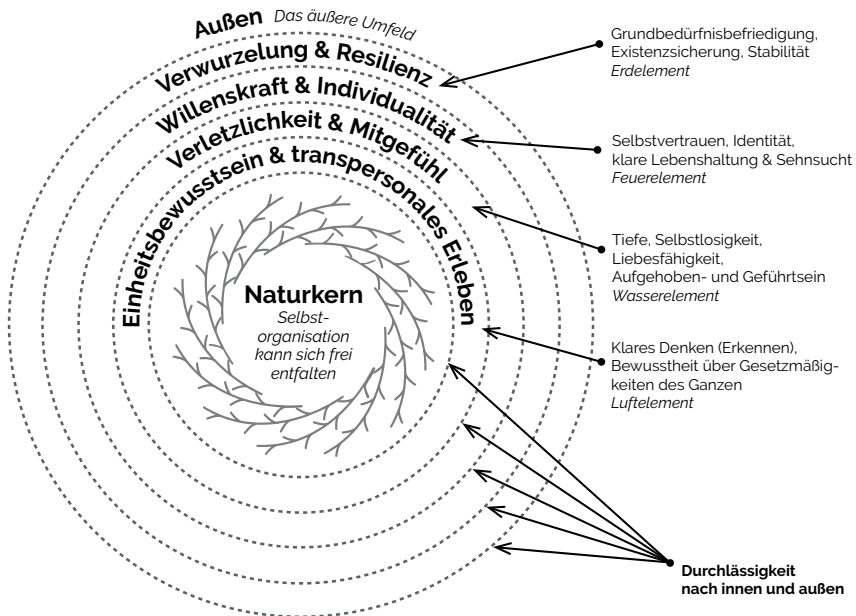 Außen Das äußere Umfeld
Verwurzelung & Resilienz
Willenskraft & Individualität
Verletzlichkeit & Mitgefühl
Einheitsbewusstsein & transpersonales Erleben
Naturkern
Selbst-
organisation
kann sich frei
entfalten
Grundbedürfnisbefriedigung,
Existenzsicherung, Stabilität
Erdelement
Selbstvertrauen, Identität,
klare Lebenshaltung & Sehnsucht
Feuerelement
Tiefe, Selbstlosigkeit,
Liebesfähigkeit,
Aufgehoben- und Geführtsein
Wasserelement
Klares Denken (Erkennen),
Bewusstheit über Gesetzmäßig-
keiten des Ganzen
Luftelement
Durchlässigkeit
nach innen und außen